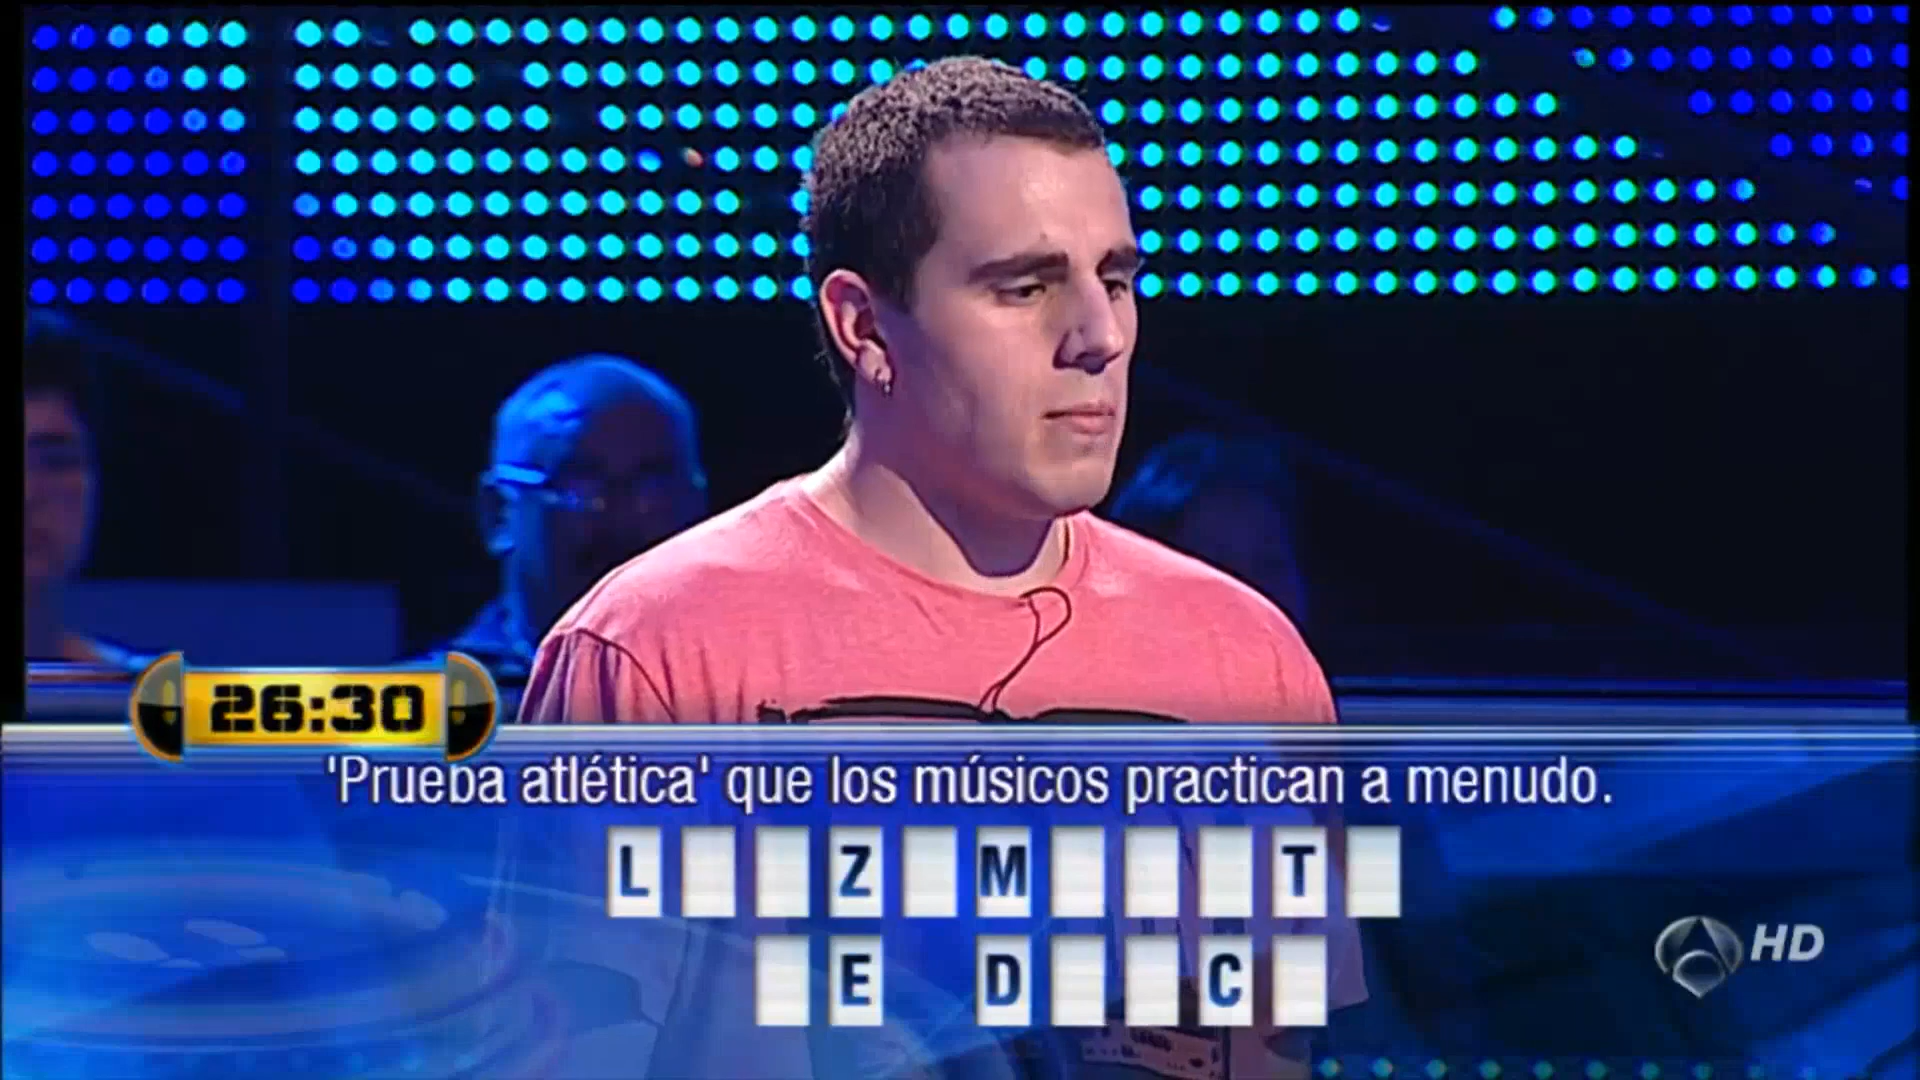 26:30
'Prueba atlética' que los músicos practican a menudo.
L Z M T
E D C
HD